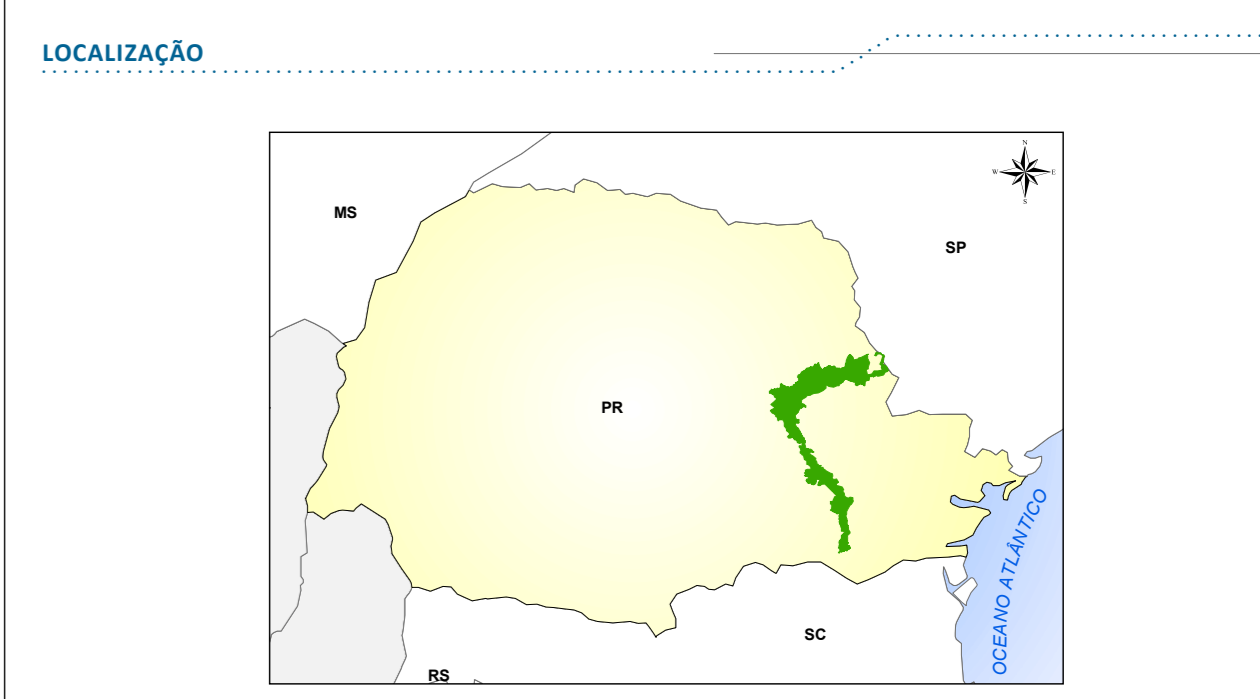 LOCALIZAÇÃO
N
W
E
S
MS
SP
PR
OCEANO ATLÂNTICO
SC
RS